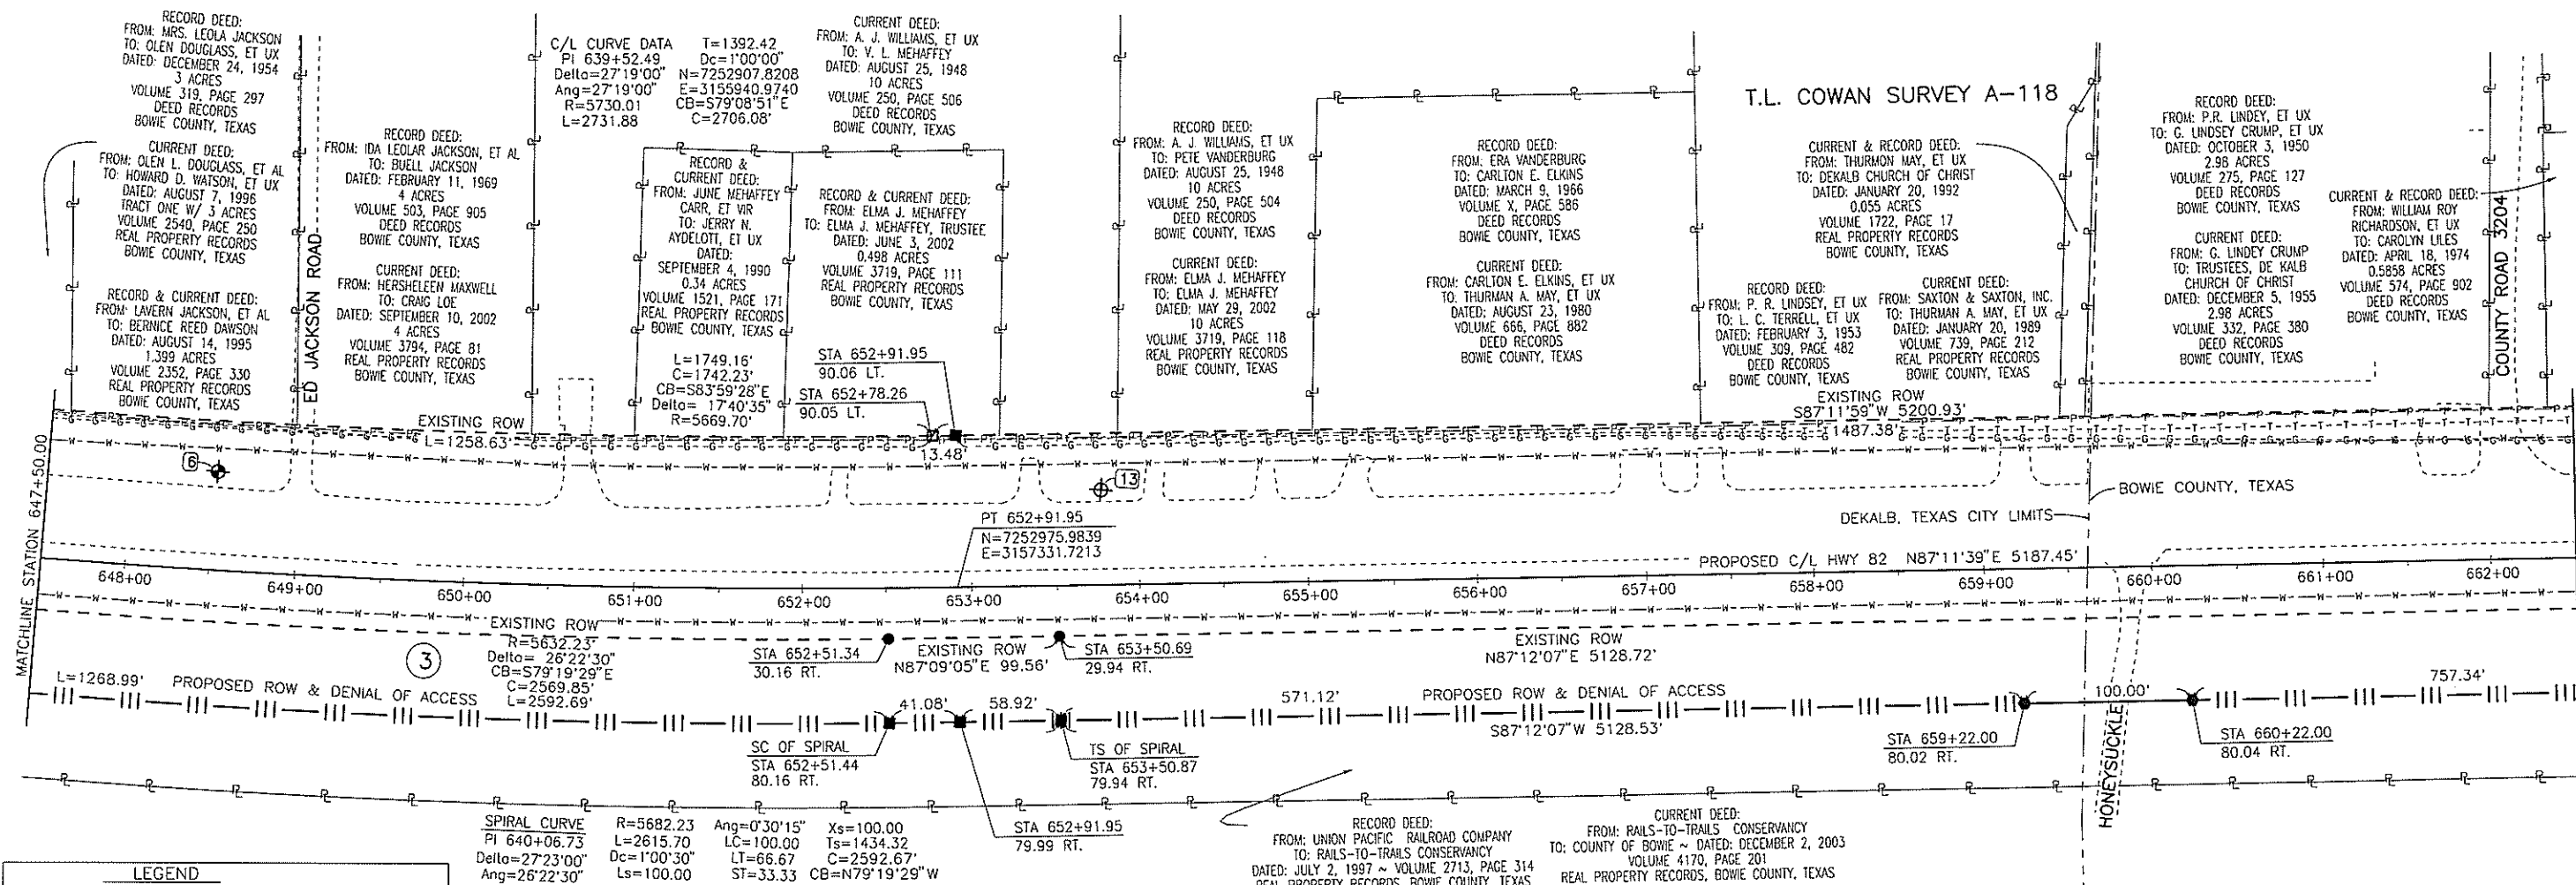 RECORD DEED:
FROM: MRS. LEOLA JACKSON
TO: OLEN DOUGLASS, ET UX
DATED: DECEMBER 24, 1954
3 ACRES
VOLUME 319, PAGE 297
DEED RECORDS
BOWIE COUNTY, TEXAS
CURRENT DEED:
FROM: OLEN L. DOUGLASS, ET AL
TO: HOWARD D. WATSON, ET UX
DATED: AUGUST 7, 1996
TRACT ONE W/ 3 ACRES
VOLUME 2540, PAGE 250
REAL PROPERTY RECORDS
BOWIE COUNTY, TEXAS
RECORD & CURRENT DEED:
FROM: LAVERN JACKSON, ET AL
TO: BERNICE REED DAWSON
DATED: AUGUST 14, 1995
1.399 ACRES
VOLUME 2352, PAGE 330
REAL PROPERTY RECORDS
BOWIE COUNTY, TEXAS
ED JACKSON ROAD
RECORD DEED:
FROM: IDA LEOLAR JACKSON, ET AL
TO: BUELL JACKSON
DATED: FEBRUARY 11, 1969
4 ACRES
VOLUME 503, PAGE 905
DEED RECORDS
BOWIE COUNTY, TEXAS
CURRENT DEED:
FROM: HERSHELEEN MAXWELL
TO: CRAIG LOE
DATED: SEPTEMBER 10, 2002
4 ACRES
VOLUME 3794, PAGE 81
REAL PROPERTY RECORDS
BOWIE COUNTY, TEXAS
C/L CURVE DATA T=1392.42
PI 639+52.49 Dc=1°00'00"
Delta=27°19'00" N=7252907.8208
Ang=27°19'00" E=3155940.9740
R=5730.01 CB=S79°08'51"E
L=2731.88 C=2706.08'
CURRENT DEED:
FROM: A. J. WILLIAMS, ET UX
TO: V. L. MEHAFFEY
DATED: AUGUST 25, 1948
10 ACRES
VOLUME 250, PAGE 506
DEED RECORDS
BOWIE COUNTY, TEXAS
RECORD &
CURRENT DEED:
FROM: JUNE MEHAFFEY
CARR, ET VIR
TO: JERRY N.
AYDELOTT, ET UX
DATED:
SEPTEMBER 4, 1990
0.34 ACRES
VOLUME 1521, PAGE 171
REAL PROPERTY RECORDS
BOWIE COUNTY, TEXAS
L=1749.16'
C=1742.23'
CB=S83°59'28"E
Delta= 17°40'35"
R=5669.70'
RECORD & CURRENT DEED:
FROM: ELMA J. MEHAFFEY
TO: ELMA J. MEHAFFEY, TRUSTEE
DATED: JUNE 3, 2002
0.498 ACRES
VOLUME 3719, PAGE 111
REAL PROPERTY RECORDS
BOWIE COUNTY, TEXAS
STA 652+91.95
90.06 LT.
STA 652+78.26
90.05 LT.
RECORD DEED:
FROM: A. J. WILLIAMS, ET UX
TO: PETE VANDERBURG
DATED: AUGUST 25, 1948
10 ACRES
VOLUME 250, PAGE 504
DEED RECORDS
BOWIE COUNTY, TEXAS
CURRENT DEED:
FROM: ELMA J. MEHAFFEY
TO: ELMA J. MEHAFFEY
DATED: MAY 29, 2002
10 ACRES
VOLUME 3719, PAGE 118
REAL PROPERTY RECORDS
BOWIE COUNTY, TEXAS
RECORD DEED:
FROM: ERA VANDERBURG
TO: CARLTON E. ELKINS
DATED: MARCH 9, 1966
VOLUME X, PAGE 586
DEED RECORDS
BOWIE COUNTY, TEXAS
CURRENT DEED:
FROM: CARLTON E. ELKINS, ET UX
TO: THURMAN A. MAY, ET UX
DATED: AUGUST 23, 1980
VOLUME 666, PAGE 882
DEED RECORDS
BOWIE COUNTY, TEXAS
T.L. COWAN SURVEY A-118
CURRENT & RECORD DEED:
FROM: THURMON MAY, ET UX
TO: DEKALB CHURCH OF CHRIST
DATED: JANUARY 20, 1992
0.055 ACRES
VOLUME 1722, PAGE 17
REAL PROPERTY RECORDS
BOWIE COUNTY, TEXAS
RECORD DEED:
FROM: P. R. LINDSEY, ET UX
TO: L. C. TERRELL, ET UX
DATED: FEBRUARY 3, 1953
VOLUME 309, PAGE 482
DEED RECORDS
BOWIE COUNTY, TEXAS
CURRENT DEED:
FROM: SAXTON & SAXTON, INC.
TO: THURMAN A. MAY, ET UX
DATED: JANUARY 20, 1989
VOLUME 739, PAGE 212
REAL PROPERTY RECORDS
BOWIE COUNTY, TEXAS
RECORD DEED:
FROM: P.R. LINDEY, ET UX
TO: G. LINDSEY CRUMP, ET UX
DATED: OCTOBER 3, 1950
2.98 ACRES
VOLUME 275, PAGE 127
DEED RECORDS
BOWIE COUNTY, TEXAS
CURRENT DEED:
FROM: G. LINDEY CRUMP
TO: TRUSTEES, DE KALB
CHURCH OF CHRIST
DATED: DECEMBER 5, 1955
2.98 ACRES
VOLUME 332, PAGE 380
DEED RECORDS
BOWIE COUNTY, TEXAS
CURRENT & RECORD DEED:
FROM: WILLIAM ROY
RICHARDSON, ET UX
TO: CAROLYN LILES
DATED: APRIL 18, 1974
0.5858 ACRES
VOLUME 574, PAGE 902
DEED RECORDS
BOWIE COUNTY, TEXAS
COUNTY ROAD 3204
EXISTING ROW
L=1258.63'
13.48'
EXISTING ROW
S87°11'59"W 5200.93'
1487.38'
6
13
BOWIE COUNTY, TEXAS
DEKALB, TEXAS CITY LIMITS
MATCHLINE STATION 647+50.00
PT 652+91.95
N=7252975.9839
E=3157331.7213
PROPOSED C/L HWY 82 N87°11'39"E 5187.45'
648+00 649+00 650+00 651+00 652+00 653+00 654+00 655+00 656+00 657+00 658+00 659+00 660+00 661+00 662+00
EXISTING ROW
R=5632.23'
Delta= 26°22'30"
CB=S79°19'29"E
C=2569.85'
L=2592.69'
3
STA 652+51.34
30.16 RT.
EXISTING ROW
N87°09'05"E 99.56'
STA 653+50.69
29.94 RT.
EXISTING ROW
N87°12'07"E 5128.72'
L=1268.99' PROPOSED ROW & DENIAL OF ACCESS
41.08' 58.92' 571.12'
PROPOSED ROW & DENIAL OF ACCESS
S87°12'07"W 5128.53'
100.00' 757.34'
SC OF SPIRAL
STA 652+51.44
80.16 RT.
TS OF SPIRAL
STA 653+50.87
79.94 RT.
STA 659+22.00
80.02 RT.
STA 660+22.00
80.04 RT.
HONEYSUCKLE
STA 652+91.95
79.99 RT.
SPIRAL CURVE R=5682.23 Ang=0°30'15" Xs=100.00
PI 640+06.73 L=2615.70 LC=100.00 Ts=1434.32
Delta=27°23'00" Dc=1°00'30" LT=66.67 C=2592.67'
Ang=26°22'30" Ls=100.00 ST=33.33 CB=N79°19'29"W
RECORD DEED:
FROM: UNION PACIFIC RAILROAD COMPANY
TO: RAILS-TO-TRAILS CONSERVANCY
DATED: JULY 2, 1997 ~ VOLUME 2713, PAGE 314
REAL PROPERTY RECORDS, BOWIE COUNTY, TEXAS
CURRENT DEED:
FROM: RAILS-TO-TRAILS CONSERVANCY
TO: COUNTY OF BOWIE ~ DATED: DECEMBER 2, 2003
VOLUME 4170, PAGE 201
REAL PROPERTY RECORDS, BOWIE COUNTY, TEXAS
LEGEND